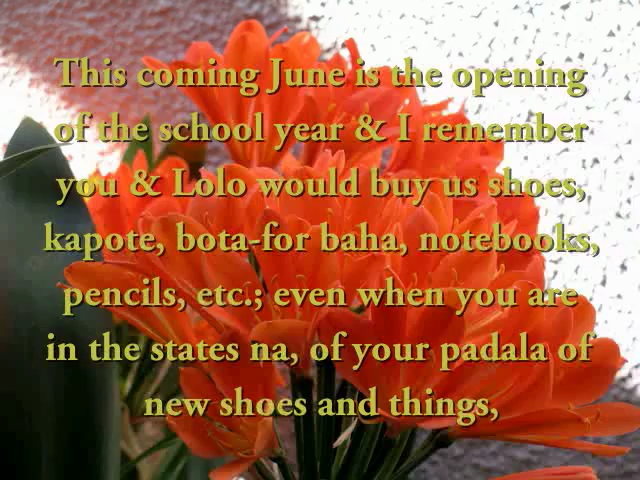 This coming June is the opening
of the school year & I remember
you & Lolo would buy us shoes,
kapote, bota-for baha, notebooks,
pencils, etc.; even when you are
in the states na, of your padala of
new shoes and things,